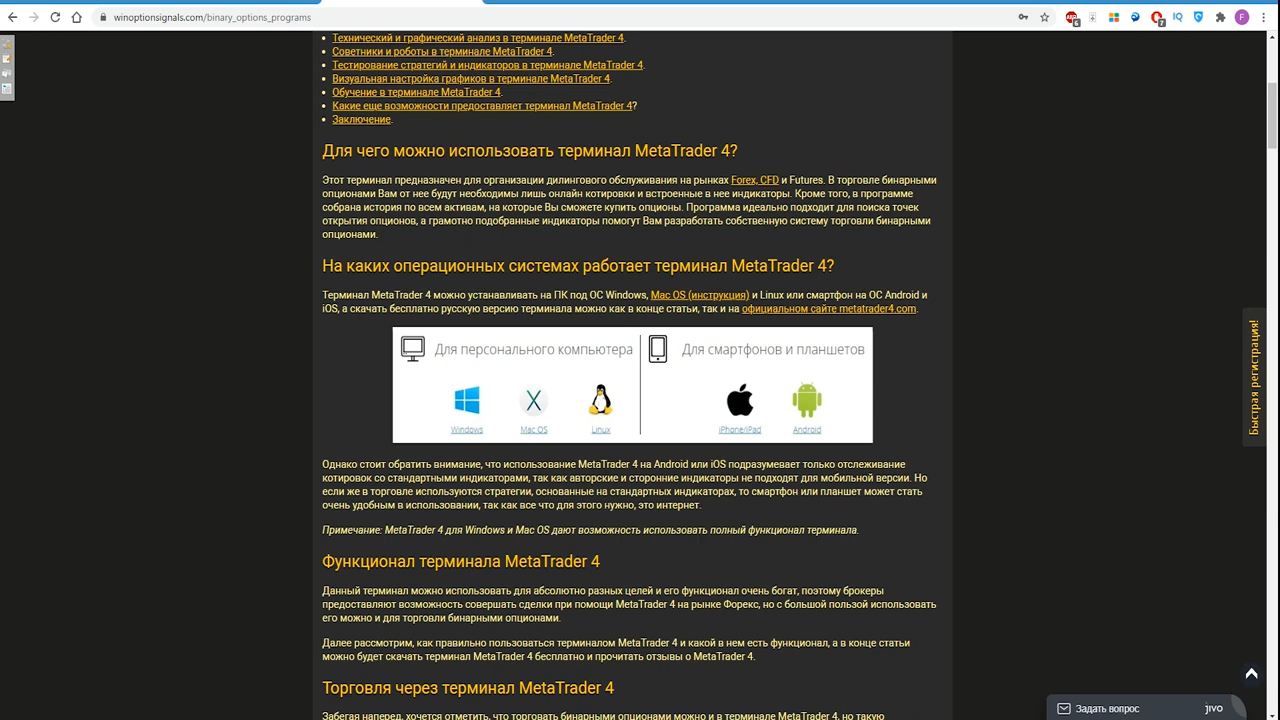 winoptionsignals.com/binary_options_programs
Технический и графический анализ в терминале MetaTrader 4.
Советники и роботы в терминале MetaTrader 4.
Тестирование стратегий и индикаторов в терминале MetaTrader 4.
Визуальная настройка графиков в терминале MetaTrader 4.
Обучение в терминале MetaTrader 4.
Какие еще возможности предоставляет терминал MetaTrader 4?
Заключение.
Для чего можно использовать терминал MetaTrader 4?
Этот терминал предназначен для организации дилингового обслуживания на рынках Forex, CFD и Futures. В торговле бинарными
опционами Вам от нее будут необходимы лишь онлайн котировки и встроенные в нее индикаторы. Кроме того, в программе
собрана история по всем активам, на которые Вы сможете купить опционы. Программа идеально подходит для поиска точек
открытия опционов, а грамотно подобранные индикаторы помогут Вам разработать собственную систему торговли бинарными
опционами.
На каких операционных системах работает терминал MetaTrader 4?
Терминал MetaTrader 4 можно устанавливать на ПК под ОС Windows, Mac OS (инструкция) и Linux или смартфон на ОС Android и
iOS, а скачать бесплатно русскую версию терминала можно как в конце статьи, так и на официальном сайте metatrader4.com.
Для персонального компьютера
Для смартфонов и планшетов
Windows
Mac OS
Linux
iPhone/iPad
Android
Быстрая регистрация!
Однако стоит обратить внимание, что использование MetaTrader 4 на Android или iOS подразумевает только отслеживание
котировок со стандартными индикаторами, так как авторские и сторонние индикаторы не подходят для мобильной версии. Но
если же в торговле используются стратегии, основанные на стандартных индикаторах, то смартфон или планшет может стать
очень удобным в использовании, так как все что для этого нужно, это интернет.
Примечание: MetaTrader 4 для Windows и Mac OS дают возможность использовать полный функционал терминала.
Функционал терминала MetaTrader 4
Данный терминал можно использовать для абсолютно разных целей и его функционал очень богат, поэтому брокеры
предоставляют возможность совершать сделки при помощи MetaTrader 4 на рынке Форекс, но с большой пользой использовать
его можно и для торговли бинарными опционами.
Далее рассмотрим, как правильно пользоваться терминалом MetaTrader 4 и какой в нем есть функционал, а в конце статьи
можно будет скачать терминал MetaTrader 4 бесплатно и прочитать отзывы о MetaTrader 4.
Торговля через терминал MetaTrader 4
Забегая наперед, хочется отметить, что торговать бинарными опционами можно и в терминале MetaTrader 4, но такую
Задать вопрос
jivo